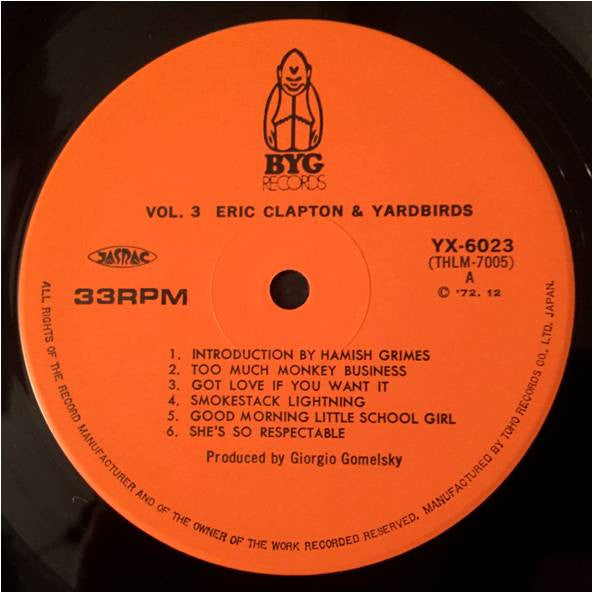 BYG
RECORDS
VOL. 3 ERIC CLAPTON & YARDBIRDS
JASRAC
YX-6023
(THLM-7005)
A
© '72. 12
33RPM
1. INTRODUCTION BY HAMISH GRIMES
2. TOO MUCH MONKEY BUSINESS
3. GOT LOVE IF YOU WANT IT
4. SMOKESTACK LIGHTNING
5. GOOD MORNING LITTLE SCHOOL GIRL
6. SHE'S SO RESPECTABLE
Produced by Giorgio Gomelsky
ALL RIGHTS OF THE RECORD MANUFACTURER AND OF THE OWNER OF THE WORK RECORDED RESERVED. MANUFACTURED BY TOHO RECORDS CO., LTD, JAPAN.